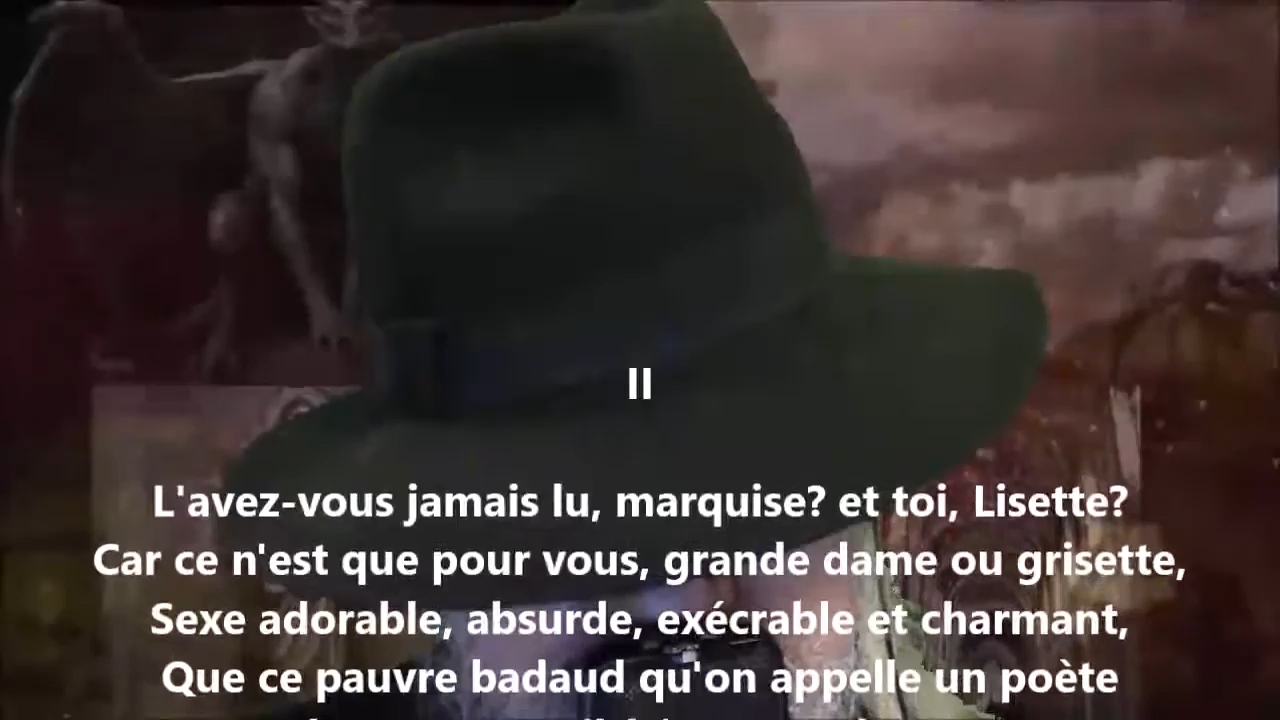 II
L'avez-vous jamais lu, marquise? et toi, Lisette?
Car ce n'est que pour vous, grande dame ou grisette,
Sexe adorable, absurde, exécrable et charmant,
Que ce pauvre badaud qu'on appelle un poète